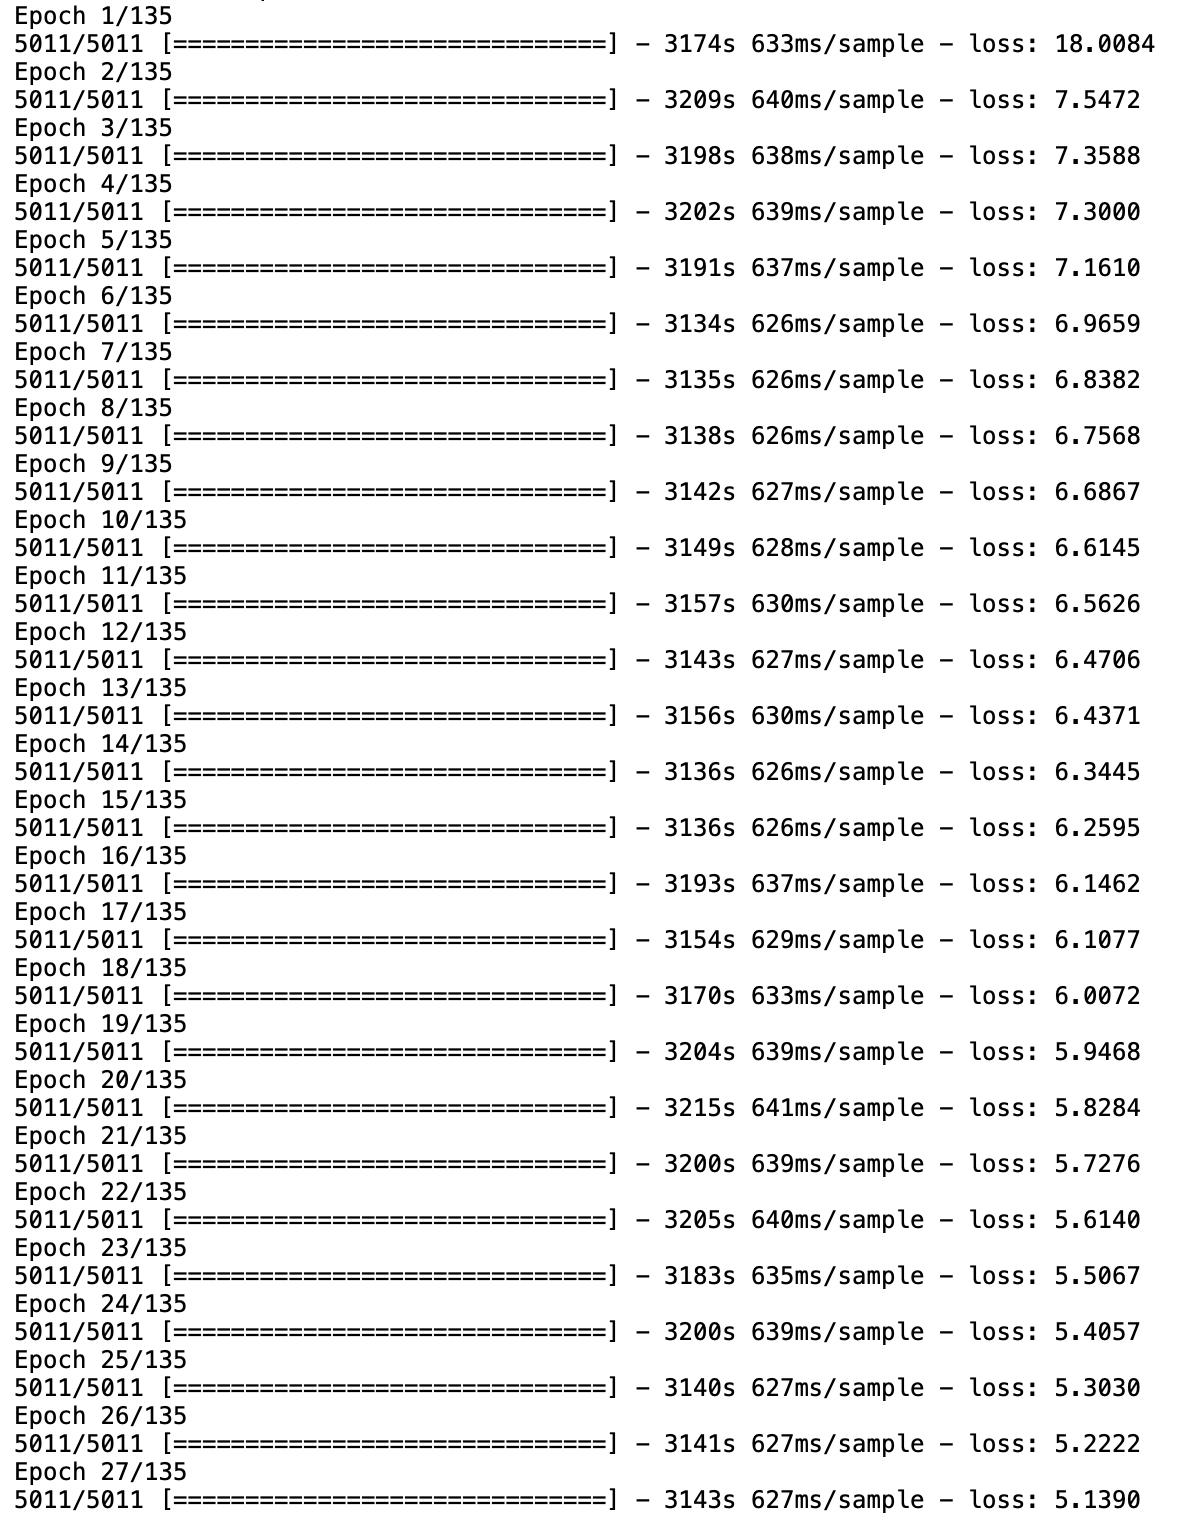 Epoch 1/135
5011/5011 [==============================] - 3174s 633ms/sample - loss: 18.0084
Epoch 2/135
5011/5011 [==============================] - 3209s 640ms/sample - loss: 7.5472
Epoch 3/135
5011/5011 [==============================] - 3198s 638ms/sample - loss: 7.3588
Epoch 4/135
5011/5011 [==============================] - 3202s 639ms/sample - loss: 7.3000
Epoch 5/135
5011/5011 [==============================] - 3191s 637ms/sample - loss: 7.1610
Epoch 6/135
5011/5011 [==============================] - 3134s 626ms/sample - loss: 6.9659
Epoch 7/135
5011/5011 [==============================] - 3135s 626ms/sample - loss: 6.8382
Epoch 8/135
5011/5011 [==============================] - 3138s 626ms/sample - loss: 6.7568
Epoch 9/135
5011/5011 [==============================] - 3142s 627ms/sample - loss: 6.6867
Epoch 10/135
5011/5011 [==============================] - 3149s 628ms/sample - loss: 6.6145
Epoch 11/135
5011/5011 [==============================] - 3157s 630ms/sample - loss: 6.5626
Epoch 12/135
5011/5011 [==============================] - 3143s 627ms/sample - loss: 6.4706
Epoch 13/135
5011/5011 [==============================] - 3156s 630ms/sample - loss: 6.4371
Epoch 14/135
5011/5011 [==============================] - 3136s 626ms/sample - loss: 6.3445
Epoch 15/135
5011/5011 [==============================] - 3136s 626ms/sample - loss: 6.2595
Epoch 16/135
5011/5011 [==============================] - 3193s 637ms/sample - loss: 6.1462
Epoch 17/135
5011/5011 [==============================] - 3154s 629ms/sample - loss: 6.1077
Epoch 18/135
5011/5011 [==============================] - 3170s 633ms/sample - loss: 6.0072
Epoch 19/135
5011/5011 [==============================] - 3204s 639ms/sample - loss: 5.9468
Epoch 20/135
5011/5011 [==============================] - 3215s 641ms/sample - loss: 5.8284
Epoch 21/135
5011/5011 [==============================] - 3200s 639ms/sample - loss: 5.7276
Epoch 22/135
5011/5011 [==============================] - 3205s 640ms/sample - loss: 5.6140
Epoch 23/135
5011/5011 [==============================] - 3183s 635ms/sample - loss: 5.5067
Epoch 24/135
5011/5011 [==============================] - 3200s 639ms/sample - loss: 5.4057
Epoch 25/135
5011/5011 [==============================] - 3140s 627ms/sample - loss: 5.3030
Epoch 26/135
5011/5011 [==============================] - 3141s 627ms/sample - loss: 5.2222
Epoch 27/135
5011/5011 [==============================] - 3143s 627ms/sample - loss: 5.1390